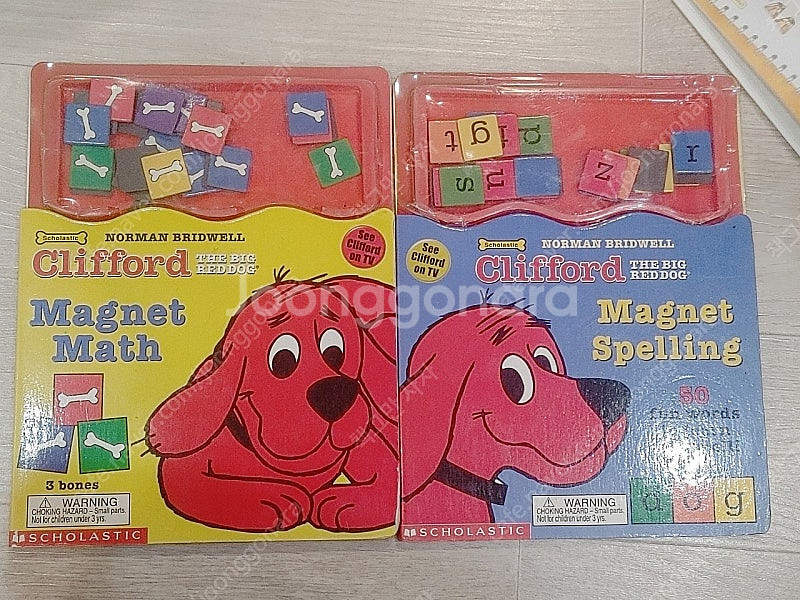 t
g
g
s
u
z
r
Scholastic
NORMAN BRIDWELL
Clifford THE BIG
RED DOG
See
Clifford
on TV
Magnet
Math
3 bones
WARNING
CHOKING HAZARD – Small parts.
Not for children under 3 yrs.
SCHOLASTIC
Scholastic
NORMAN BRIDWELL
Clifford THE BIG
RED DOG
See
Clifford
on TV
Magnet
Spelling
50
fun words
WARNING
CHOKING HAZARD – Small parts.
Not for children under 3 yrs.
d o g
SCHOLASTIC
Joonggonara